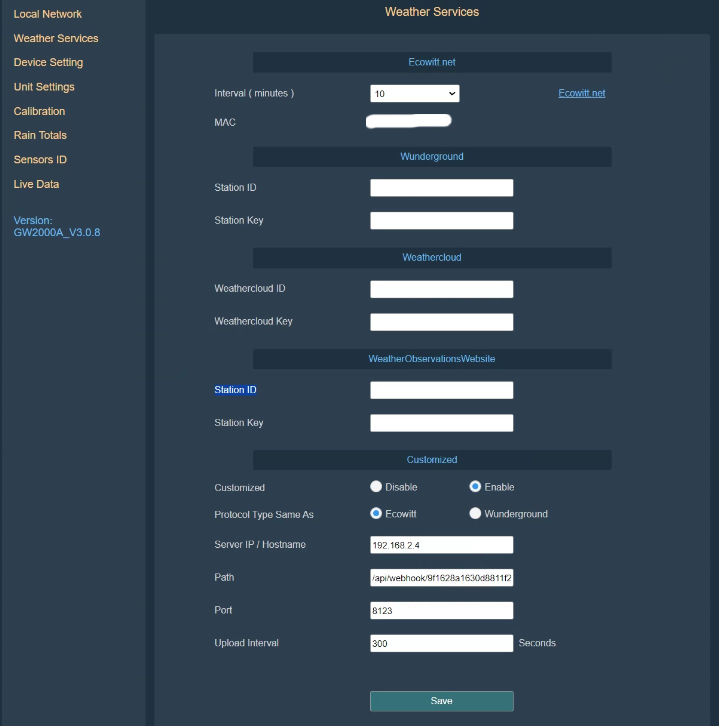 Local Network
Weather Services
Device Setting
Unit Settings
Calibration
Rain Totals
Sensors ID
Live Data
Version:
GW2000A_V3.0.8
Weather Services
Ecowitt.net
Interval ( minutes ) 10 Ecowitt.net
MAC
Wunderground
Station ID
Station Key
Weathercloud
Weathercloud ID
Weathercloud Key
WeatherObservationsWebsite
Station ID
Station Key
Customized
Customized Disable Enable
Protocol Type Same As Ecowitt Wunderground
Server IP / Hostname 192.168.2.4
Path /api/webhook/9f1628a1630d8811f2
Port 8123
Upload Interval 300 Seconds
Save